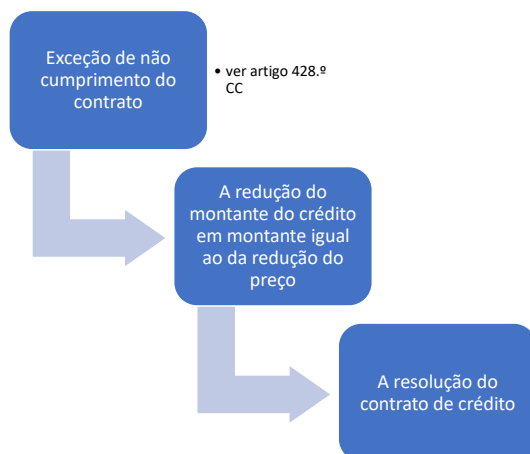 Exceção de não
cumprimento do
contrato
• ver artigo 428.º
CC
A redução do
montante do crédito
em montante igual
ao da redução do
preço
A resolução do
contrato de crédito